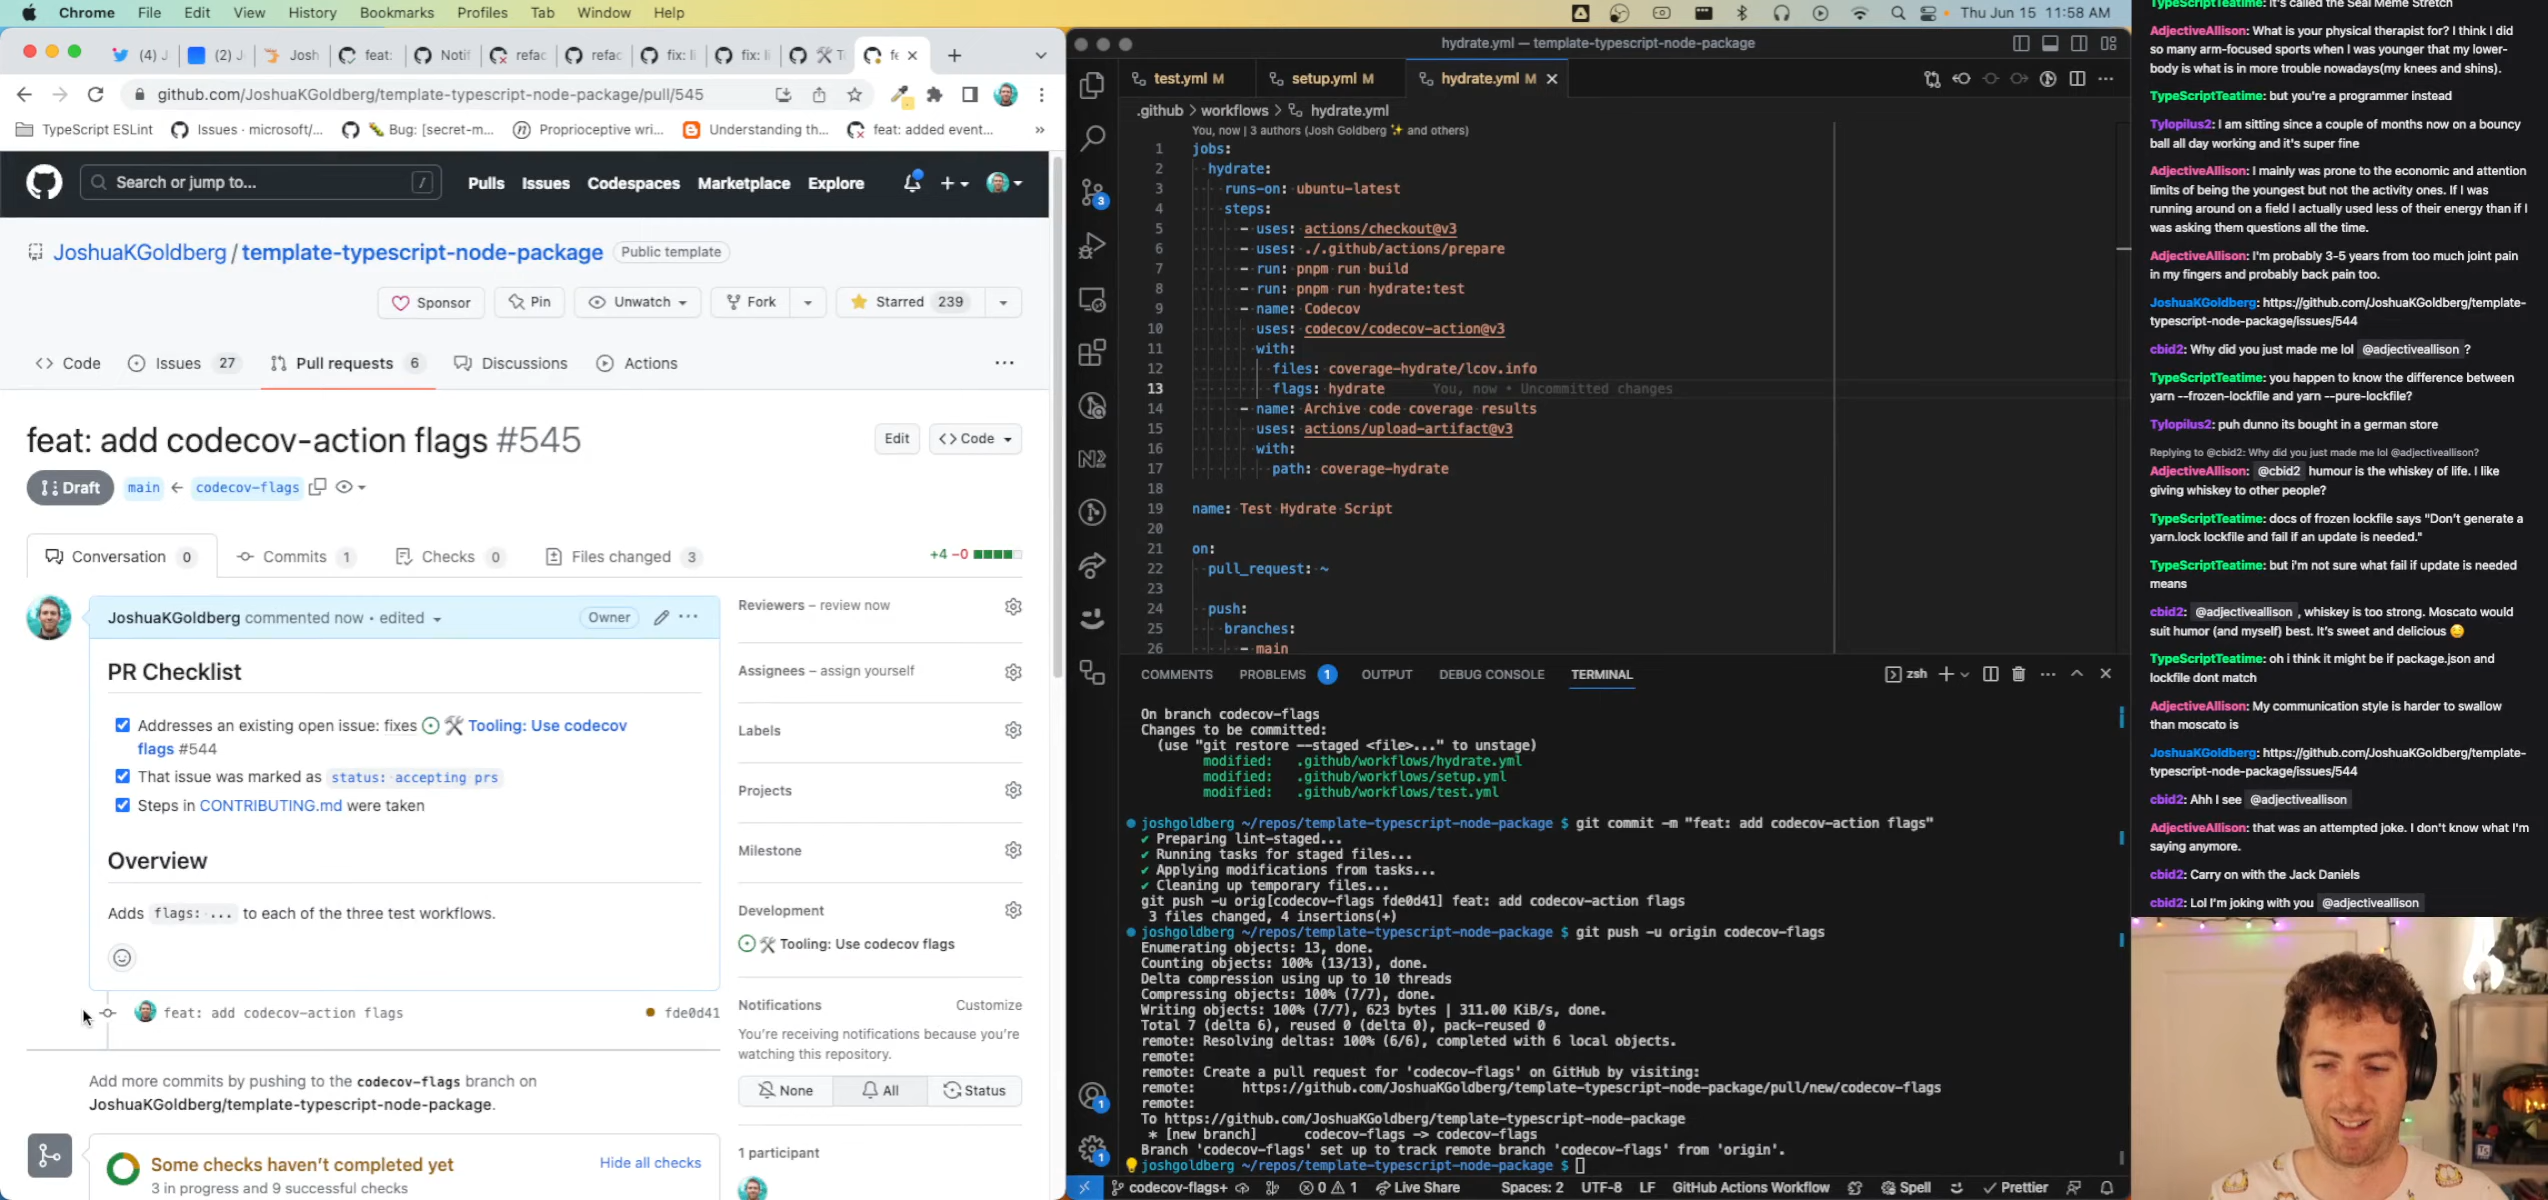 Chrome File Edit View History Bookmarks Profiles Tab Window Help
Thu Jun 15 11:58 AM
(4) J
(2) J
Josh
feat:
Notif
refac
refac
fix: li
fix: li
github.com/JoshuaKGoldberg/template-typescript-node-package/pull/545
TypeScript ESLint
Issues · microsoft/...
Bug: [secret-m...
Proprioceptive wri...
Understanding th...
feat: added event...
»
Search or jump to... /
Pulls Issues Codespaces Marketplace Explore
JoshuaKGoldberg / template-typescript-node-package Public template
Sponsor Pin Unwatch Fork Starred 239
Code Issues 27 Pull requests 6 Discussions Actions
feat: add codecov-action flags #545
Edit <> Code
Draft main ← codecov-flags
Conversation 0 Commits 1 Checks 0 Files changed 3 +4 −0
JoshuaKGoldberg commented now • edited Owner
PR Checklist
Addresses an existing open issue: fixes Tooling: Use codecov
flags #544
That issue was marked as status: accepting prs
Steps in CONTRIBUTING.md were taken
Overview
Adds flags: ... to each of the three test workflows.
feat: add codecov-action flags fde0d41
Add more commits by pushing to the codecov-flags branch on
JoshuaKGoldberg/template-typescript-node-package.
Some checks haven't completed yet Hide all checks
3 in progress and 9 successful checks
Reviewers – review now
Assignees – assign yourself
Labels
Projects
Milestone
Development
Tooling: Use codecov flags
Notifications Customize
You're receiving notifications because you're
watching this repository.
None All Status
1 participant
hydrate.yml — template-typescript-node-package
test.yml M setup.yml M hydrate.yml M
.github > workflows > hydrate.yml
You, now | 3 authors (Josh Goldberg ✨ and others)
1 jobs:
2 hydrate:
3 runs-on: ubuntu-latest
4 steps:
5 - uses: actions/checkout@v3
6 - uses: ./.github/actions/prepare
7 - run: pnpm run build
8 - run: pnpm run hydrate:test
9 - name: Codecov
10 uses: codecov/codecov-action@v3
11 with:
12 files: coverage-hydrate/lcov.info
13 flags: hydrate You, now • Uncommitted changes
14 - name: Archive code coverage results
15 uses: actions/upload-artifact@v3
16 with:
17 path: coverage-hydrate
18
19 name: Test Hydrate Script
20
21 on:
22 pull_request: ~
23
24 push:
25 branches:
26 - main
3
COMMENTS PROBLEMS 1 OUTPUT DEBUG CONSOLE TERMINAL zsh
On branch codecov-flags
Changes to be committed:
(use "git restore --staged <file>..." to unstage)
modified: .github/workflows/hydrate.yml
modified: .github/workflows/setup.yml
modified: .github/workflows/test.yml
joshgoldberg ~/repos/template-typescript-node-package $ git commit -m "feat: add codecov-action flags"
✔ Preparing lint-staged...
✔ Running tasks for staged files...
✔ Applying modifications from tasks...
✔ Cleaning up temporary files...
git push -u orig[codecov-flags fde0d41] feat: add codecov-action flags
3 files changed, 4 insertions(+)
joshgoldberg ~/repos/template-typescript-node-package $ git push -u origin codecov-flags
Enumerating objects: 13, done.
Counting objects: 100% (13/13), done.
Delta compression using up to 10 threads
Compressing objects: 100% (7/7), done.
Writing objects: 100% (7/7), 623 bytes | 311.00 KiB/s, done.
Total 7 (delta 6), reused 0 (delta 0), pack-reused 0
remote: Resolving deltas: 100% (6/6), completed with 6 local objects.
remote:
remote: Create a pull request for 'codecov-flags' on GitHub by visiting:
remote: https://github.com/JoshuaKGoldberg/template-typescript-node-package/pull/new/codecov-flags
remote:
To https://github.com/JoshuaKGoldberg/template-typescript-node-package
* [new branch] codecov-flags -> codecov-flags
Branch 'codecov-flags' set up to track remote branch 'codecov-flags' from 'origin'.
joshgoldberg ~/repos/template-typescript-node-package $
1
1
codecov-flags+ 0 1 Live Share Spaces: 2 UTF-8 LF GitHub Actions Workflow Spell Prettier
TypeScriptTeatime: It's called the Seal Meme Stretch
AdjectiveAllison: What is your physical therapist for? I think I did
so many arm-focused sports when I was younger that my lower-
body is what is in more trouble nowadays(my knees and shins).
TypeScriptTeatime: but you're a programmer instead
Tylopilus2: I am sitting since a couple of months now on a bouncy
ball all day working and it's super fine
AdjectiveAllison: I mainly was prone to the economic and attention
limits of being the youngest but not the activity ones. If I was
running around on a field I actually used less of their energy than if I
was asking them questions all the time.
AdjectiveAllison: I'm probably 3-5 years from too much joint pain
in my fingers and probably back pain too.
JoshuaKGoldberg: https://github.com/JoshuaKGoldberg/template-
typescript-node-package/issues/544
cbid2: Why did you just made me lol @adjectiveallison ?
TypeScriptTeatime: you happen to know the difference between
yarn --frozen-lockfile and yarn --pure-lockfile?
Tylopilus2: puh dunno its bought in a german store
Replying to @cbid2: Why did you just made me lol @adjectiveallison?
AdjectiveAllison: @cbid2 humour is the whiskey of life. I like
giving whiskey to other people?
TypeScriptTeatime: docs of frozen lockfile says "Don't generate a
yarn.lock lockfile and fail if an update is needed."
TypeScriptTeatime: but i'm not sure what fail if update is needed
means
cbid2: @adjectiveallison , whiskey is too strong. Moscato would
suit humor (and myself) best. It's sweet and delicious 😋
TypeScriptTeatime: oh i think it might be if package.json and
lockfile dont match
AdjectiveAllison: My communication style is harder to swallow
than moscato is
JoshuaKGoldberg: https://github.com/JoshuaKGoldberg/template-
typescript-node-package/issues/544
cbid2: Ahh I see @adjectiveallison
AdjectiveAllison: that was an attempted joke. I don't know what I'm
saying anymore.
cbid2: Carry on with the Jack Daniels
cbid2: Lol I'm joking with you @adjectiveallison